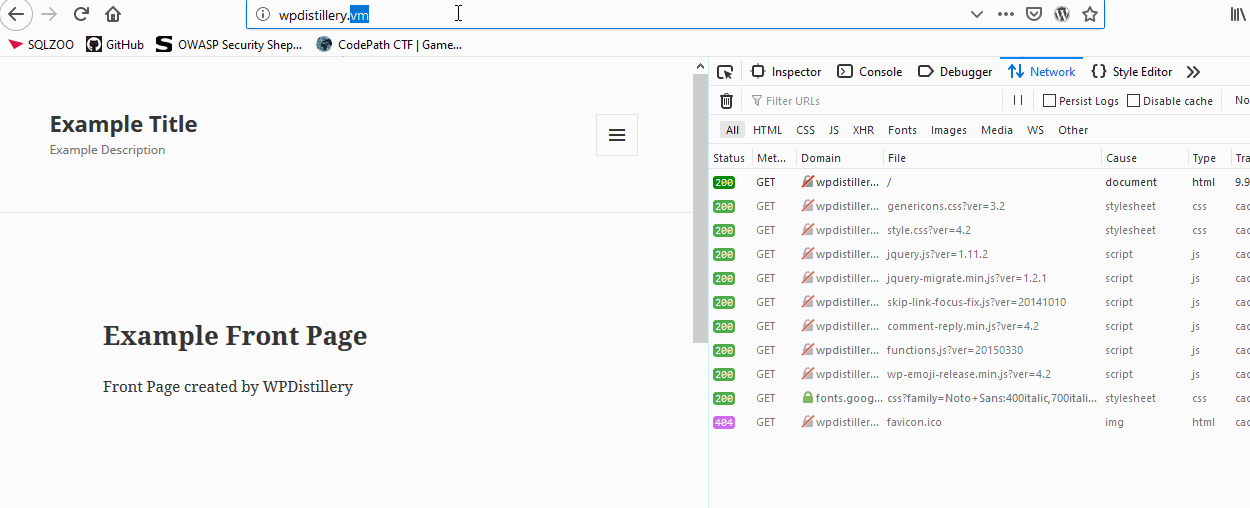 wpdistillery.vm
SQLZOO GitHub OWASP Security Shep... CodePath CTF | Game...
Inspector Console Debugger Network Style Editor
Filter URLs Persist Logs Disable cache No
All HTML CSS JS XHR Fonts Images Media WS Other
Status Met... Domain File Cause Type Tra
200 GET wpdistiller... / document html 9.9
200 GET wpdistiller... genericons.css?ver=3.2 stylesheet css cac
200 GET wpdistiller... style.css?ver=4.2 stylesheet css cac
200 GET wpdistiller... jquery.js?ver=1.11.2 script js cac
200 GET wpdistiller... jquery-migrate.min.js?ver=1.2.1 script js cac
200 GET wpdistiller... skip-link-focus-fix.js?ver=20141010 script js cac
200 GET wpdistiller... comment-reply.min.js?ver=4.2 script js cac
200 GET wpdistiller... functions.js?ver=20150330 script js cac
200 GET wpdistiller... wp-emoji-release.min.js?ver=4.2 script js cac
200 GET fonts.goog... css?family=Noto+Sans:400italic,700itali... stylesheet css cac
404 GET wpdistiller... favicon.ico img html cac
Example Title
Example Description
Example Front Page
Front Page created by WPDistillery